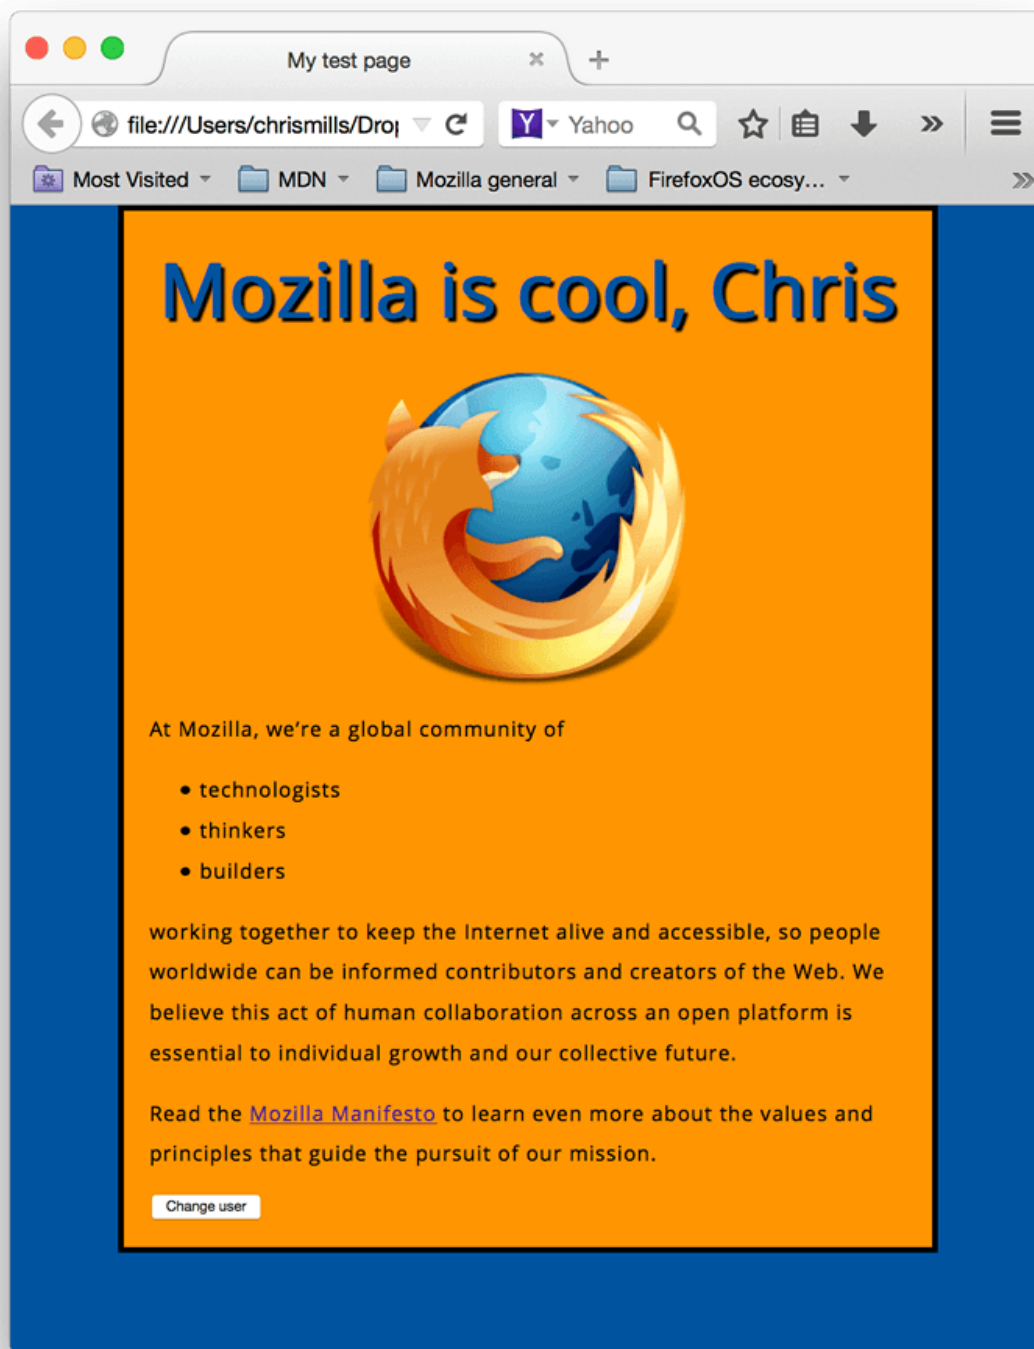 My test page
file:///Users/chrismills/Drop
Yahoo
Most Visited
MDN
Mozilla general
FirefoxOS ecosy...
Mozilla is cool, Chris
At Mozilla, we’re a global community of
• technologists
• thinkers
• builders
working together to keep the Internet alive and accessible, so people
worldwide can be informed contributors and creators of the Web. We
believe this act of human collaboration across an open platform is
essential to individual growth and our collective future.
Read the Mozilla Manifesto to learn even more about the values and
principles that guide the pursuit of our mission.
Change user